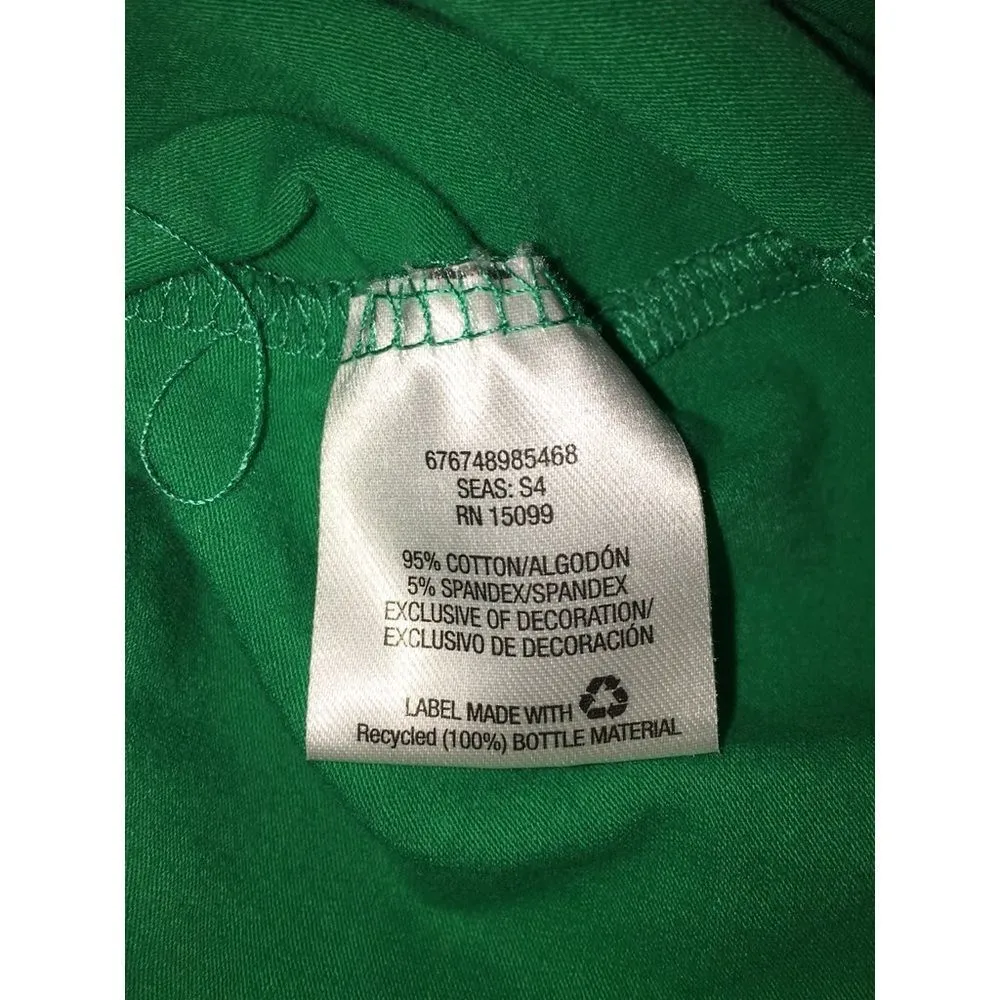 676748985468
SEAS: S4
RN 15099
95% COTTON/ALGODÓN
5% SPANDEX/SPANDEX
EXCLUSIVE OF DECORATION/
EXCLUSIVO DE DECORACIÓN
LABEL MADE WITH
Recycled (100%) BOTTLE MATERIAL